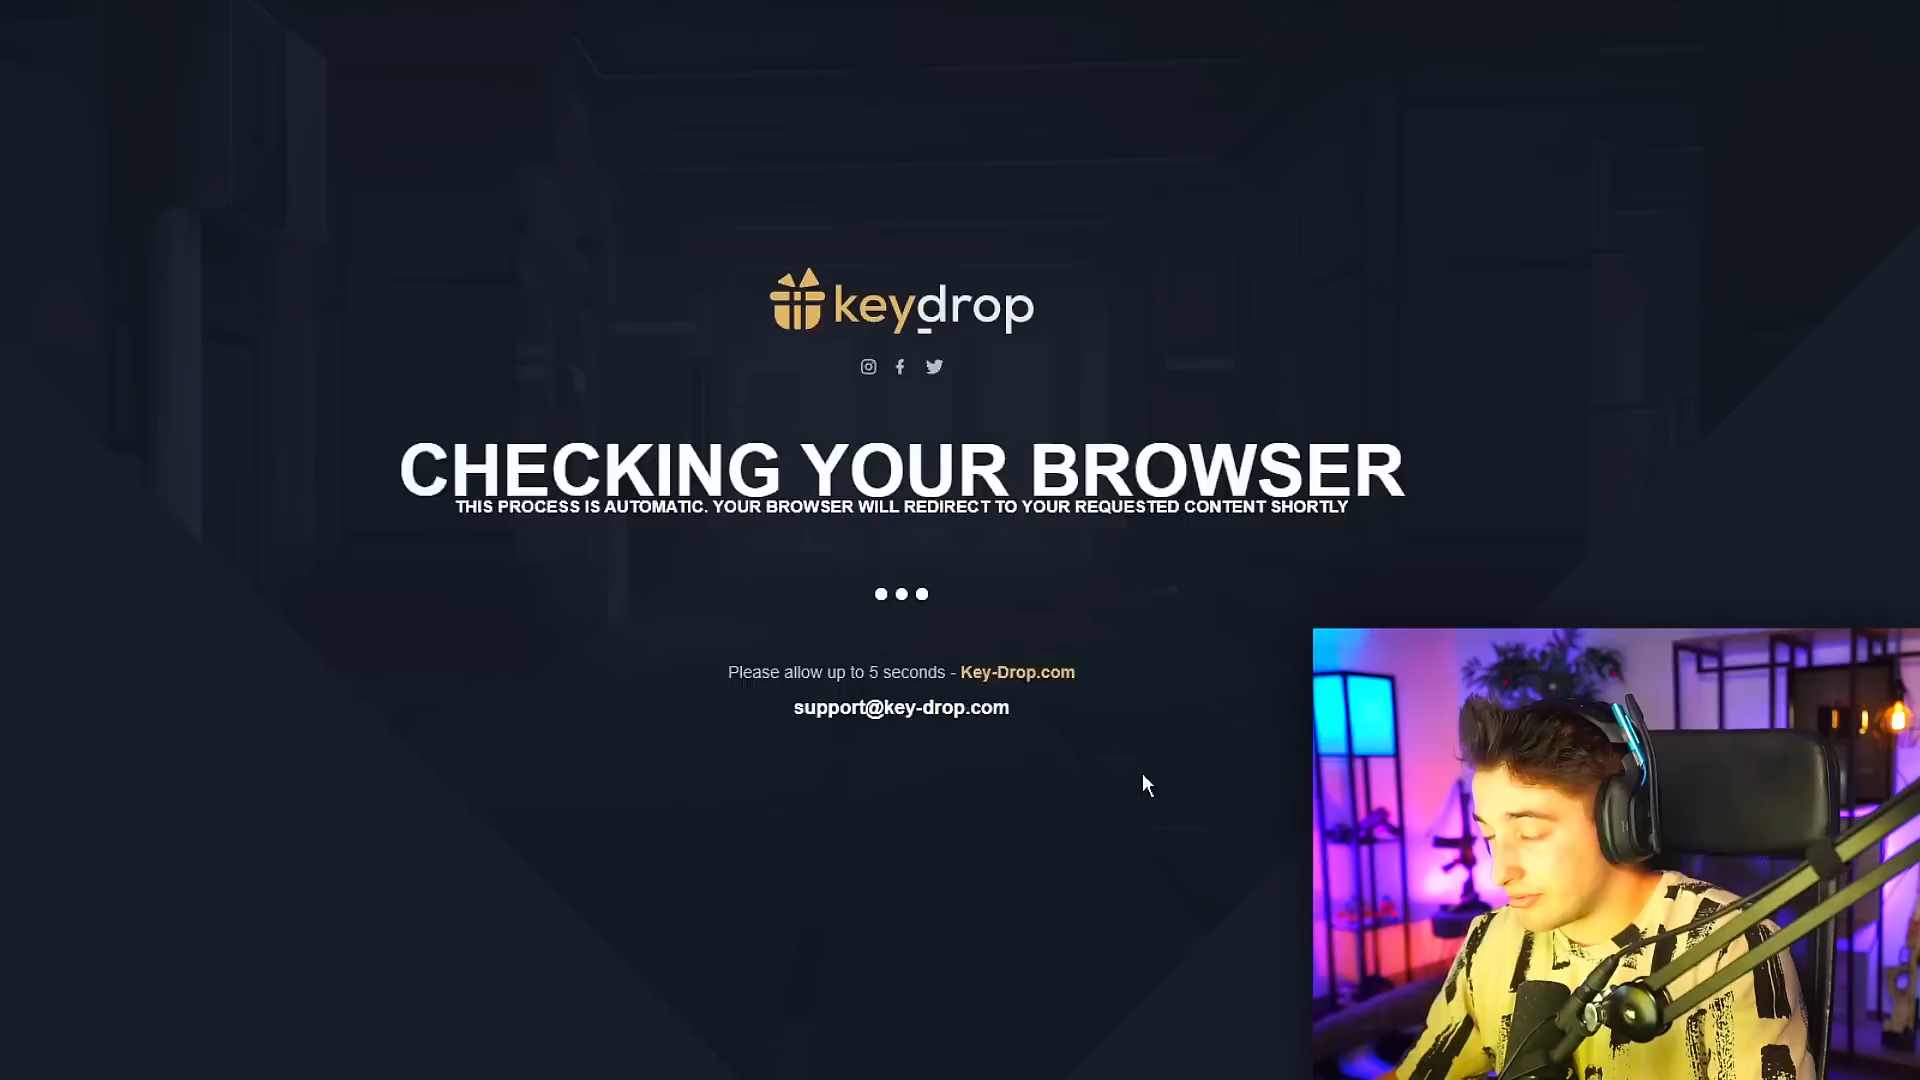 keydrop
CHECKING YOUR BROWSER
THIS PROCESS IS AUTOMATIC. YOUR BROWSER WILL REDIRECT TO YOUR REQUESTED CONTENT SHORTLY
Please allow up to 5 seconds - Key-Drop.com
support@key-drop.com